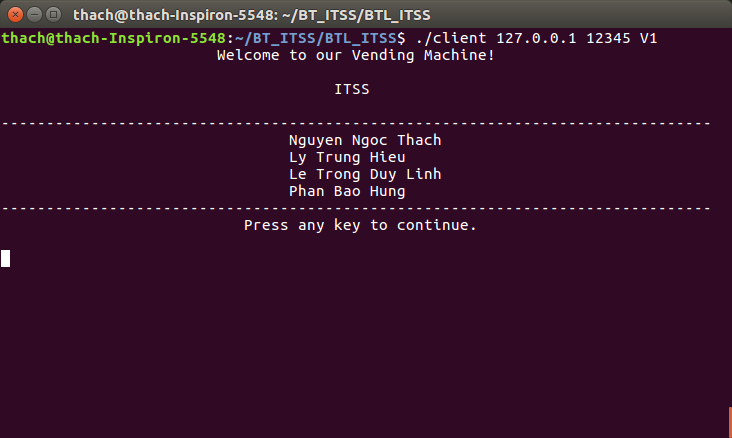 thach@thach-Inspiron-5548: ~/BT_ITSS/BTL_ITSS
thach@thach-Inspiron-5548:~/BT_ITSS/BTL_ITSS$ ./client 127.0.0.1 12345 V1
Welcome to our Vending Machine!
ITSS
-------------------------------------------------------------------------------
Nguyen Ngoc Thach
Ly Trung Hieu
Le Trong Duy Linh
Phan Bao Hung
-------------------------------------------------------------------------------
Press any key to continue.